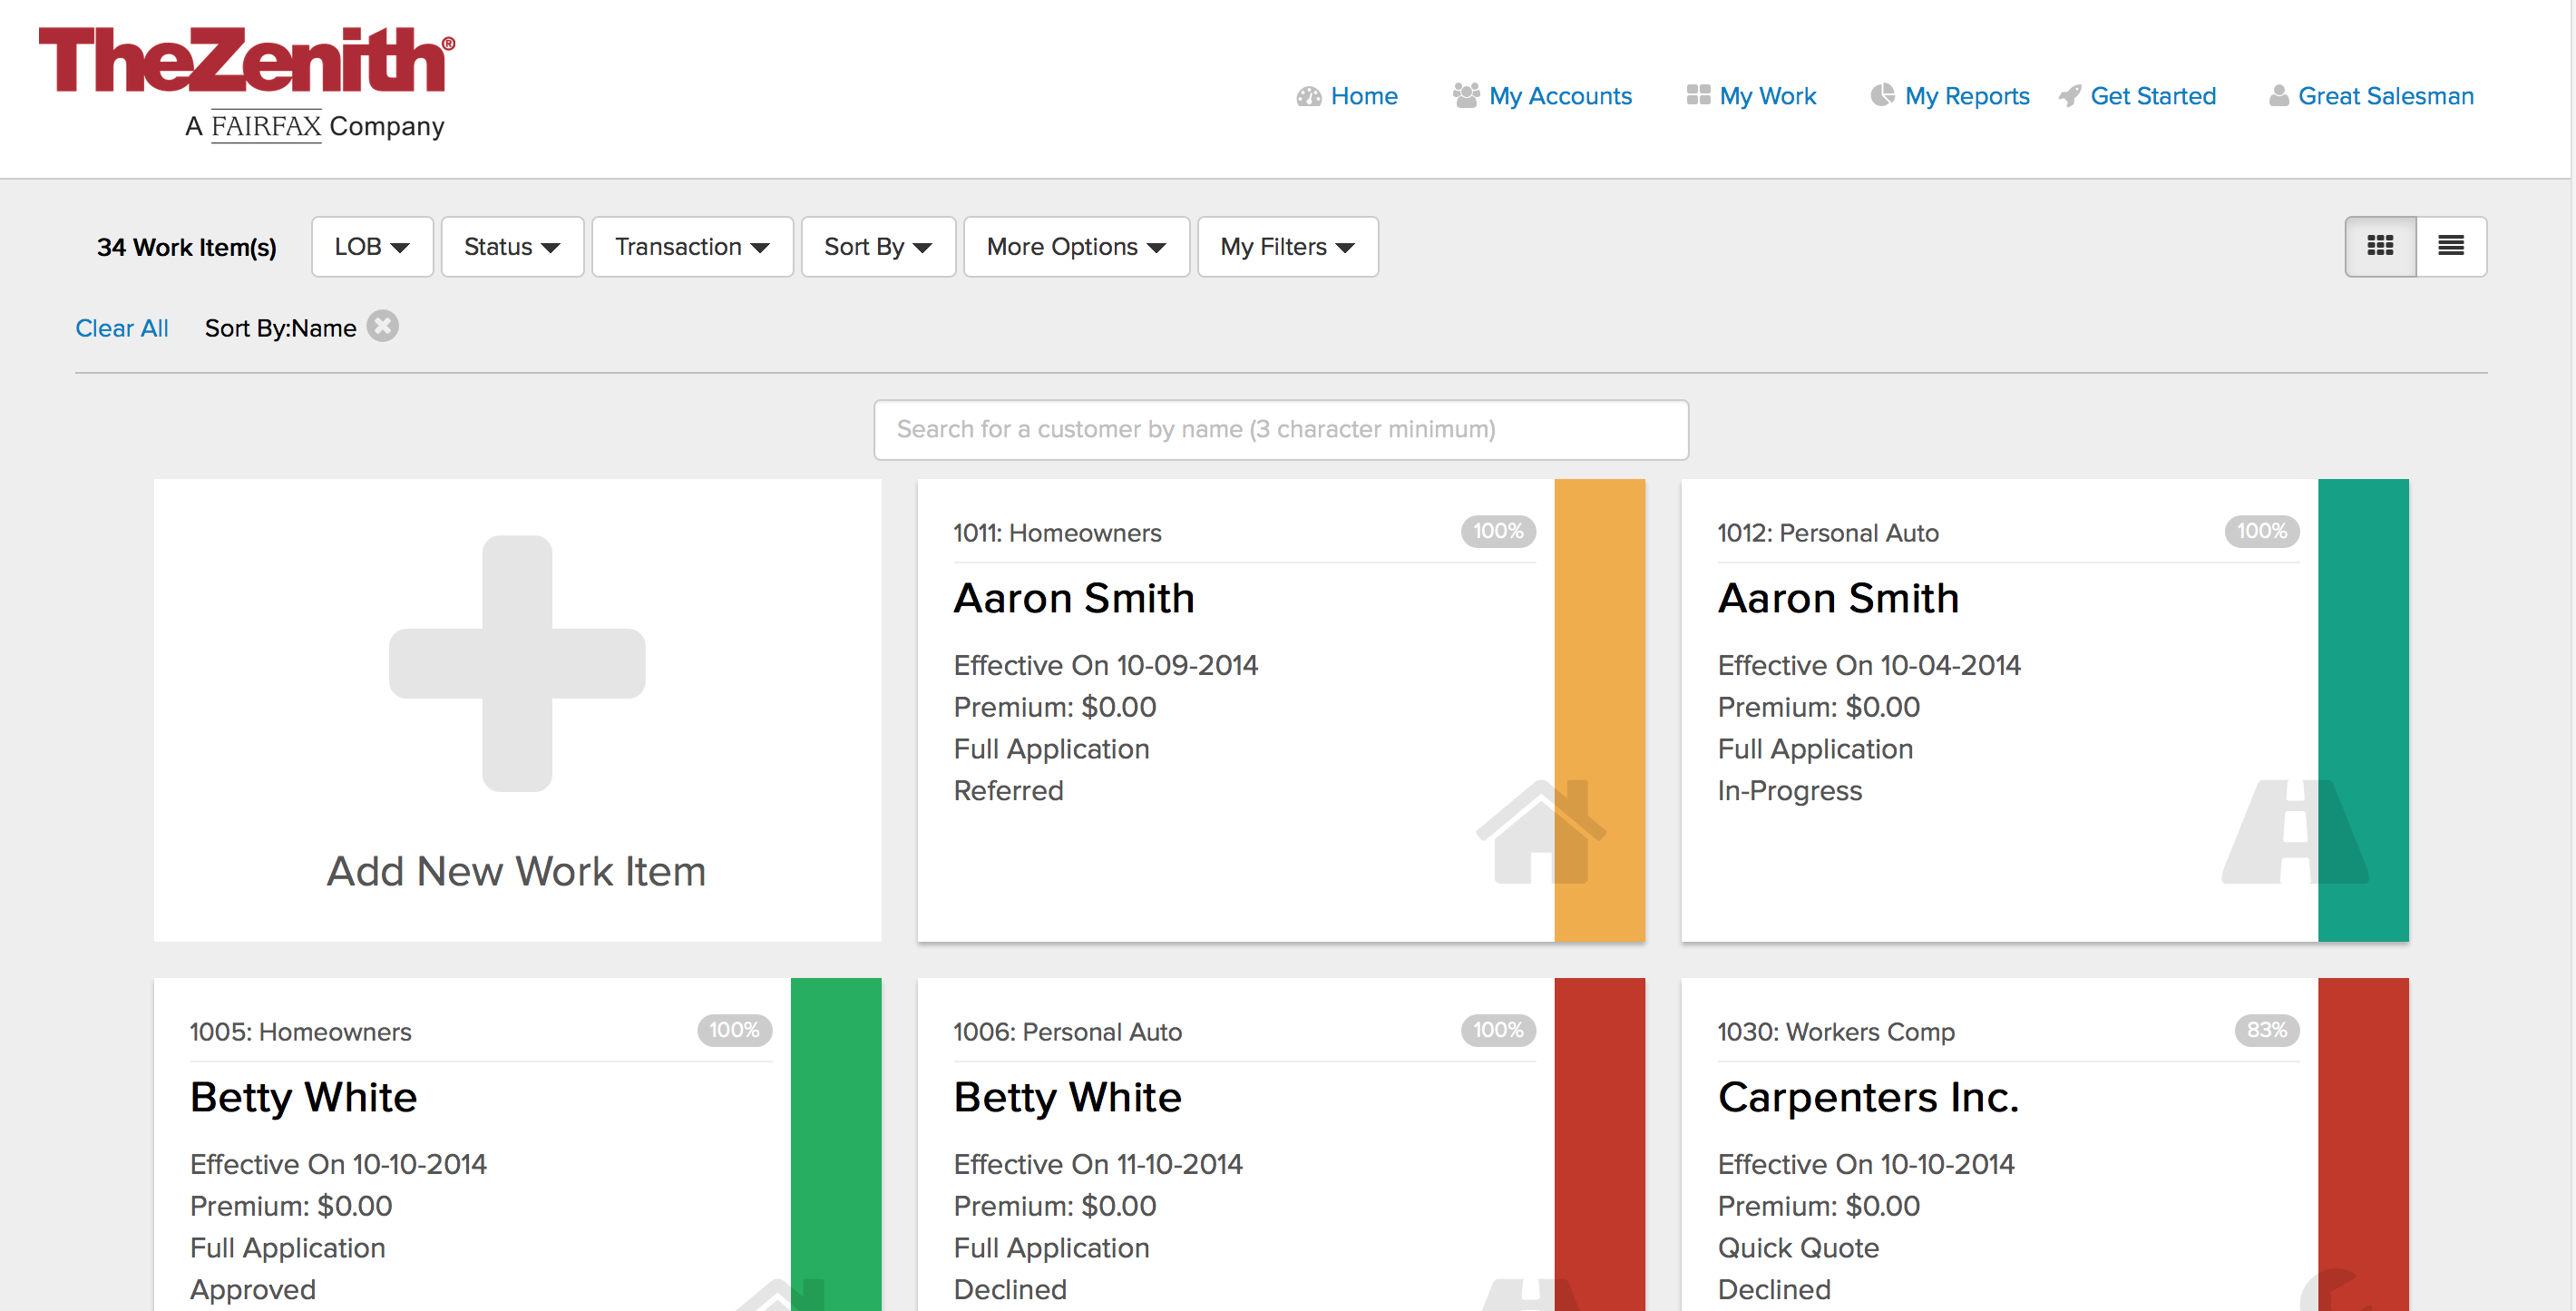 TheZenith®
A FAIRFAX Company
Home
My Accounts
My Work
My Reports
Get Started
Great Salesman
34 Work Item(s)
LOB
Status
Transaction
Sort By
More Options
My Filters
Clear All
Sort By:Name
Search for a customer by name (3 character minimum)
Add New Work Item
1011: Homeowners
100%
Aaron Smith
Effective On 10-09-2014
Premium: $0.00
Full Application
Referred
1012: Personal Auto
100%
Aaron Smith
Effective On 10-04-2014
Premium: $0.00
Full Application
In-Progress
1005: Homeowners
100%
Betty White
Effective On 10-10-2014
Premium: $0.00
Full Application
Approved
1006: Personal Auto
100%
Betty White
Effective On 11-10-2014
Premium: $0.00
Full Application
Declined
1030: Workers Comp
83%
Carpenters Inc.
Effective On 10-10-2014
Premium: $0.00
Quick Quote
Declined